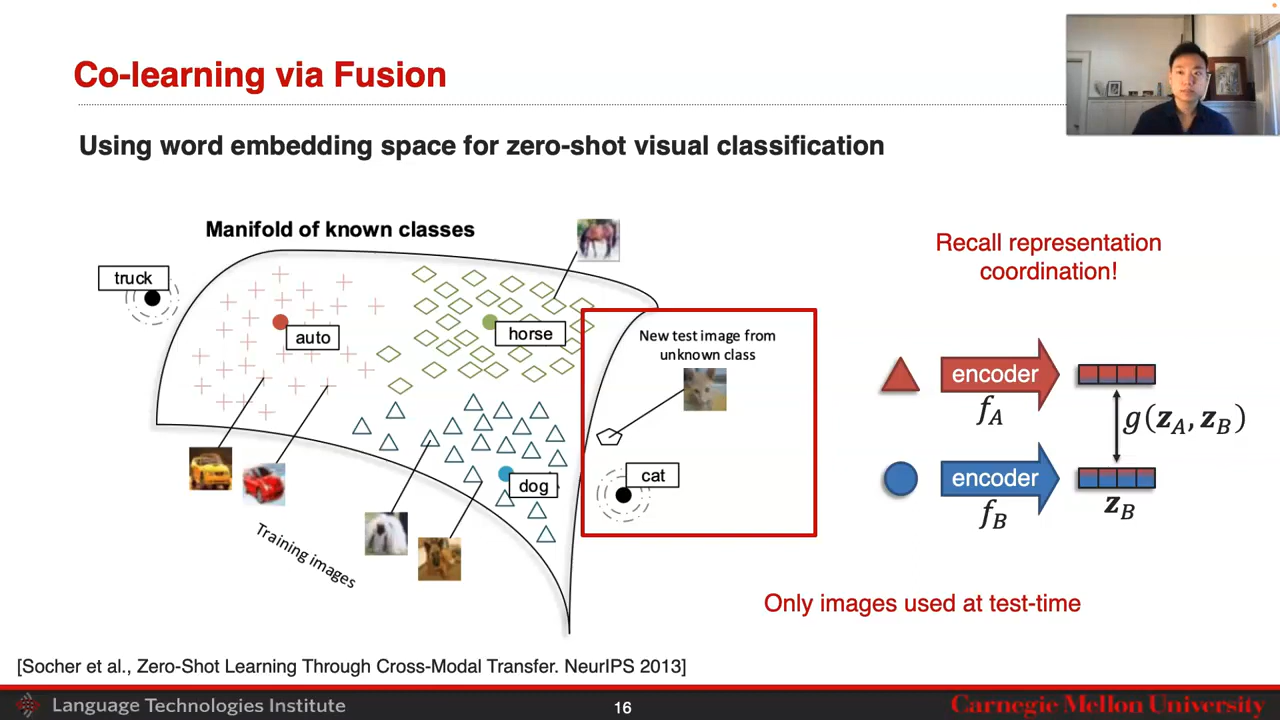 Co-learning via Fusion
Using word embedding space for zero-shot visual classification
Manifold of known classes
truck
auto
horse
New test image from
unknown class
cat
dog
Training images
Recall representation
coordination!
encoder
f_A
g(z_A, z_B)
encoder
f_B
z_B
Only images used at test-time
[Socher et al., Zero-Shot Learning Through Cross-Modal Transfer. NeurIPS 2013]
Language Technologies Institute
16
Carnegie Mellon University